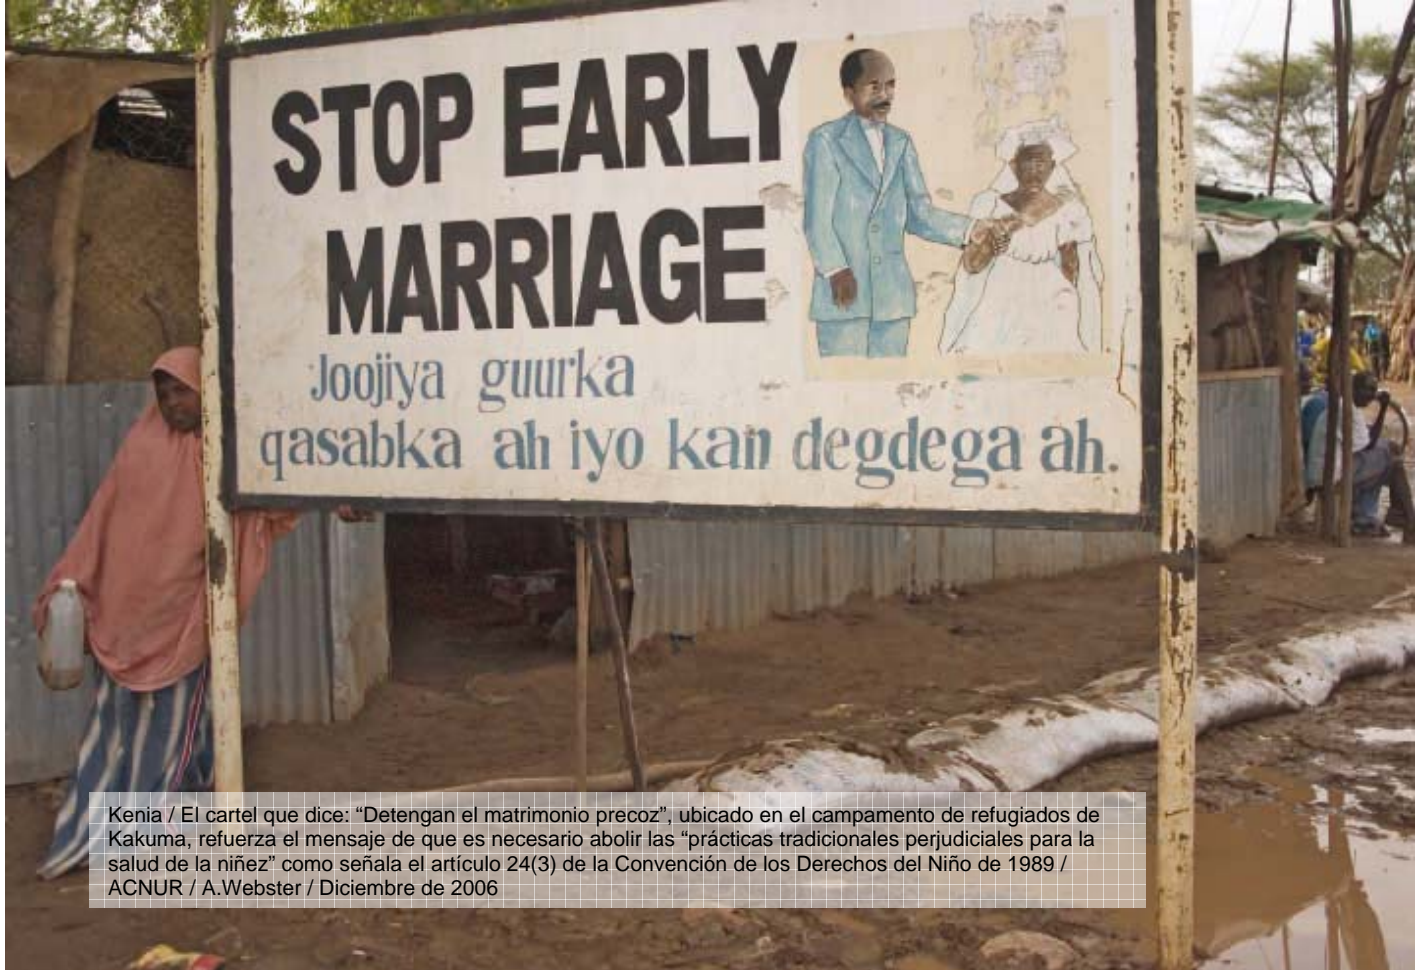 STOP EARLY
MARRIAGE
Joojiya guurka
qasabka ah iyo kan degdega ah.
Kenia / El cartel que dice: “Detengan el matrimonio precoz”, ubicado en el campamento de refugiados de
Kakuma, refuerza el mensaje de que es necesario abolir las “prácticas tradicionales perjudiciales para la
salud de la niñez” como señala el artículo 24(3) de la Convención de los Derechos del Niño de 1989 /
ACNUR / A.Webster / Diciembre de 2006